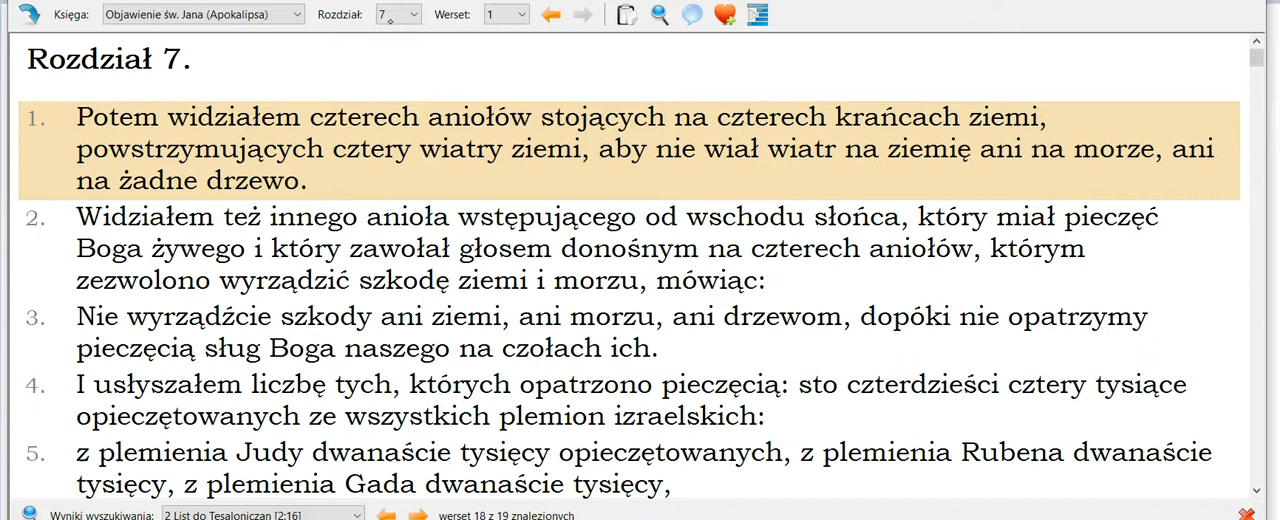 Księga: Objawienie św. Jana (Apokalipsa) Rozdział: 7 Werset: 1
Rozdział 7.
1. Potem widziałem czterech aniołów stojących na czterech krańcach ziemi,
powstrzymujących cztery wiatry ziemi, aby nie wiał wiatr na ziemię ani na morze, ani
na żadne drzewo.
2. Widziałem też innego anioła wstępującego od wschodu słońca, który miał pieczęć
Boga żywego i który zawołał głosem donośnym na czterech aniołów, którym
zezwolono wyrządzić szkodę ziemi i morzu, mówiąc:
3. Nie wyrządźcie szkody ani ziemi, ani morzu, ani drzewom, dopóki nie opatrzymy
pieczęcią sług Boga naszego na czołach ich.
4. I usłyszałem liczbę tych, których opatrzono pieczęcią: sto czterdzieści cztery tysiące
opieczętowanych ze wszystkich plemion izraelskich:
5. z plemienia Judy dwanaście tysięcy opieczętowanych, z plemienia Rubena dwanaście
tysięcy, z plemienia Gada dwanaście tysięcy,
Wyniki wyszukiwania: 2 List do Tesaloniczan [2:16] werset 18 z 19 znalezionych